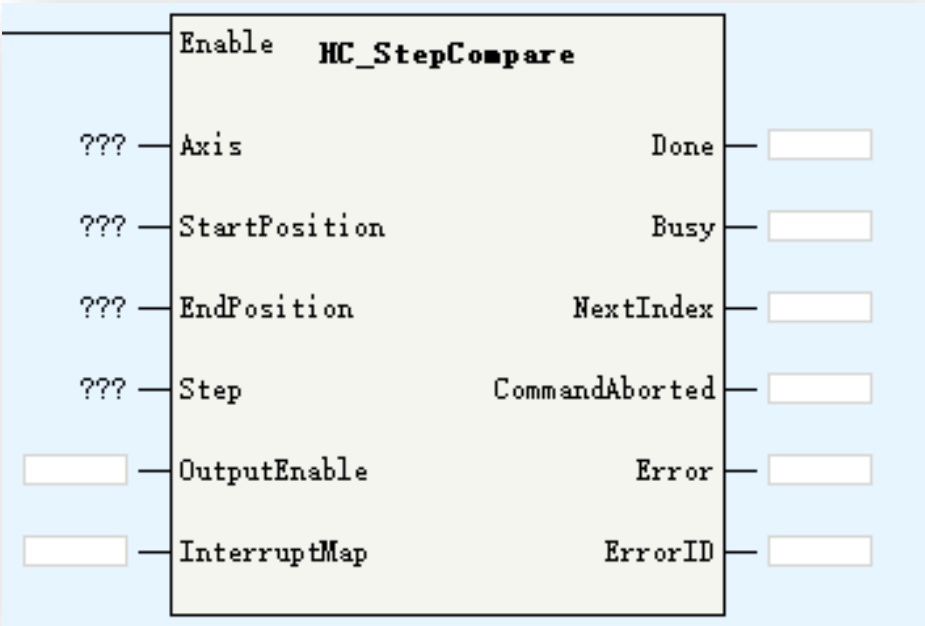 Enable
HC_StepCompare
??? Axis Done
??? StartPosition Busy
??? EndPosition NextIndex
??? Step CommandAborted
OutputEnable Error
InterruptMap ErrorID